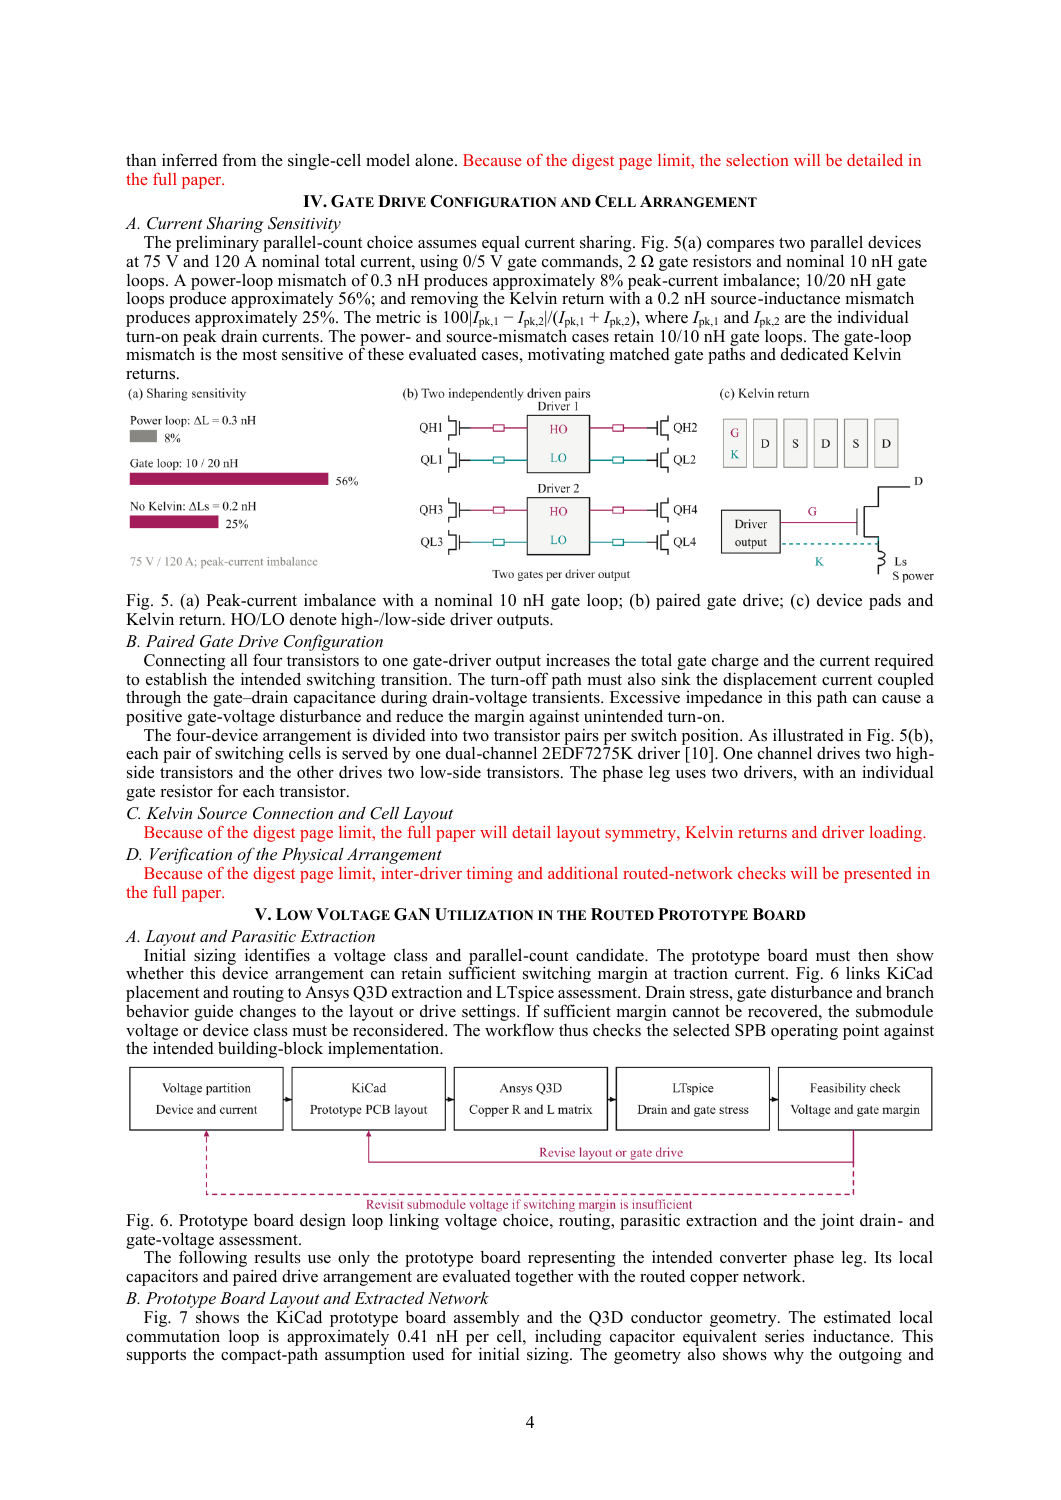 than inferred from the single-cell model alone. Because of the digest page limit, the selection will be detailed in
the full paper.
IV. GATE DRIVE CONFIGURATION AND CELL ARRANGEMENT
A. Current Sharing Sensitivity
The preliminary parallel-count choice assumes equal current sharing. Fig. 5(a) compares two parallel devices
at 75 V and 120 A nominal total current, using 0/5 V gate commands, 2 Ω gate resistors and nominal 10 nH gate
loops. A power-loop mismatch of 0.3 nH produces approximately 8% peak-current imbalance; 10/20 nH gate
loops produce approximately 56%; and removing the Kelvin return with a 0.2 nH source-inductance mismatch
produces approximately 25%. The metric is 100|Ipk,1 − Ipk,2|/(Ipk,1 + Ipk,2), where Ipk,1 and Ipk,2 are the individual
turn-on peak drain currents. The power- and source-mismatch cases retain 10/10 nH gate loops. The gate-loop
mismatch is the most sensitive of these evaluated cases, motivating matched gate paths and dedicated Kelvin
returns.
(a) Sharing sensitivity
Power loop: ΔL = 0.3 nH
8%
Gate loop: 10 / 20 nH
56%
No Kelvin: ΔLs = 0.2 nH
25%
75 V / 120 A; peak-current imbalance
(b) Two independently driven pairs
Driver 1
QH1 HO QH2
QL1 LO QL2
Driver 2
QH3 HO QH4
QL3 LO QL4
Two gates per driver output
(c) Kelvin return
G
K
D S D S D
D
G
Driver
output
K
Ls
S power
Fig. 5. (a) Peak-current imbalance with a nominal 10 nH gate loop; (b) paired gate drive; (c) device pads and
Kelvin return. HO/LO denote high-/low-side driver outputs.
B. Paired Gate Drive Configuration
Connecting all four transistors to one gate-driver output increases the total gate charge and the current required
to establish the intended switching transition. The turn-off path must also sink the displacement current coupled
through the gate–drain capacitance during drain-voltage transients. Excessive impedance in this path can cause a
positive gate-voltage disturbance and reduce the margin against unintended turn-on.
The four-device arrangement is divided into two transistor pairs per switch position. As illustrated in Fig. 5(b),
each pair of switching cells is served by one dual-channel 2EDF7275K driver [10]. One channel drives two high-
side transistors and the other drives two low-side transistors. The phase leg uses two drivers, with an individual
gate resistor for each transistor.
C. Kelvin Source Connection and Cell Layout
Because of the digest page limit, the full paper will detail layout symmetry, Kelvin returns and driver loading.
D. Verification of the Physical Arrangement
Because of the digest page limit, inter-driver timing and additional routed-network checks will be presented in
the full paper.
V. LOW VOLTAGE GAN UTILIZATION IN THE ROUTED PROTOTYPE BOARD
A. Layout and Parasitic Extraction
Initial sizing identifies a voltage class and parallel-count candidate. The prototype board must then show
whether this device arrangement can retain sufficient switching margin at traction current. Fig. 6 links KiCad
placement and routing to Ansys Q3D extraction and LTspice assessment. Drain stress, gate disturbance and branch
behavior guide changes to the layout or drive settings. If sufficient margin cannot be recovered, the submodule
voltage or device class must be reconsidered. The workflow thus checks the selected SPB operating point against
the intended building-block implementation.
Voltage partition
Device and current
KiCad
Prototype PCB layout
Ansys Q3D
Copper R and L matrix
LTspice
Drain and gate stress
Feasibility check
Voltage and gate margin
Revise layout or gate drive
Revisit submodule voltage if switching margin is insufficient
Fig. 6. Prototype board design loop linking voltage choice, routing, parasitic extraction and the joint drain- and
gate-voltage assessment.
The following results use only the prototype board representing the intended converter phase leg. Its local
capacitors and paired drive arrangement are evaluated together with the routed copper network.
B. Prototype Board Layout and Extracted Network
Fig. 7 shows the KiCad prototype board assembly and the Q3D conductor geometry. The estimated local
commutation loop is approximately 0.41 nH per cell, including capacitor equivalent series inductance. This
supports the compact-path assumption used for initial sizing. The geometry also shows why the outgoing and
4